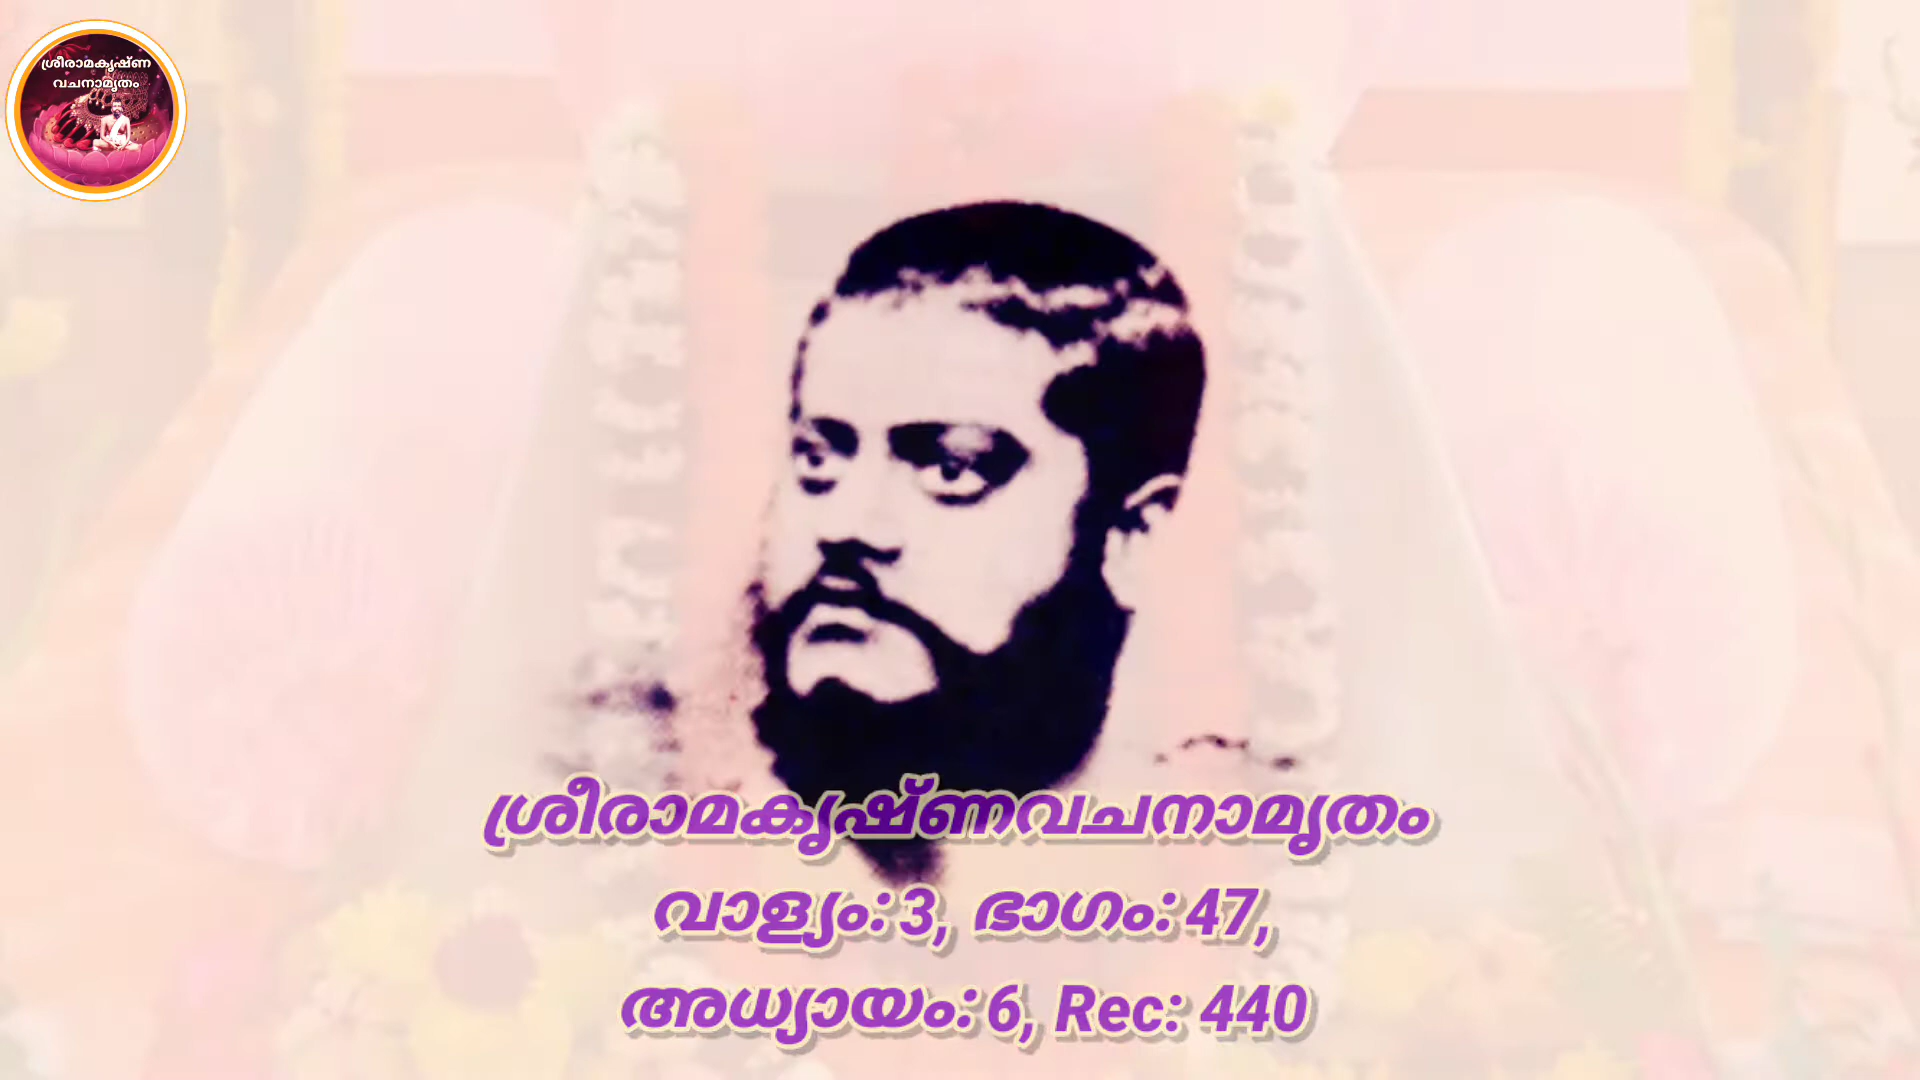 ശ്രീരാമകൃഷ്ണ
വചനാമൃതം
ശ്രീരാമകൃഷ്ണവചനാമൃതം
വാള്യം: 3, ഭാഗം: 47,
അധ്യായം: 6, Rec: 440